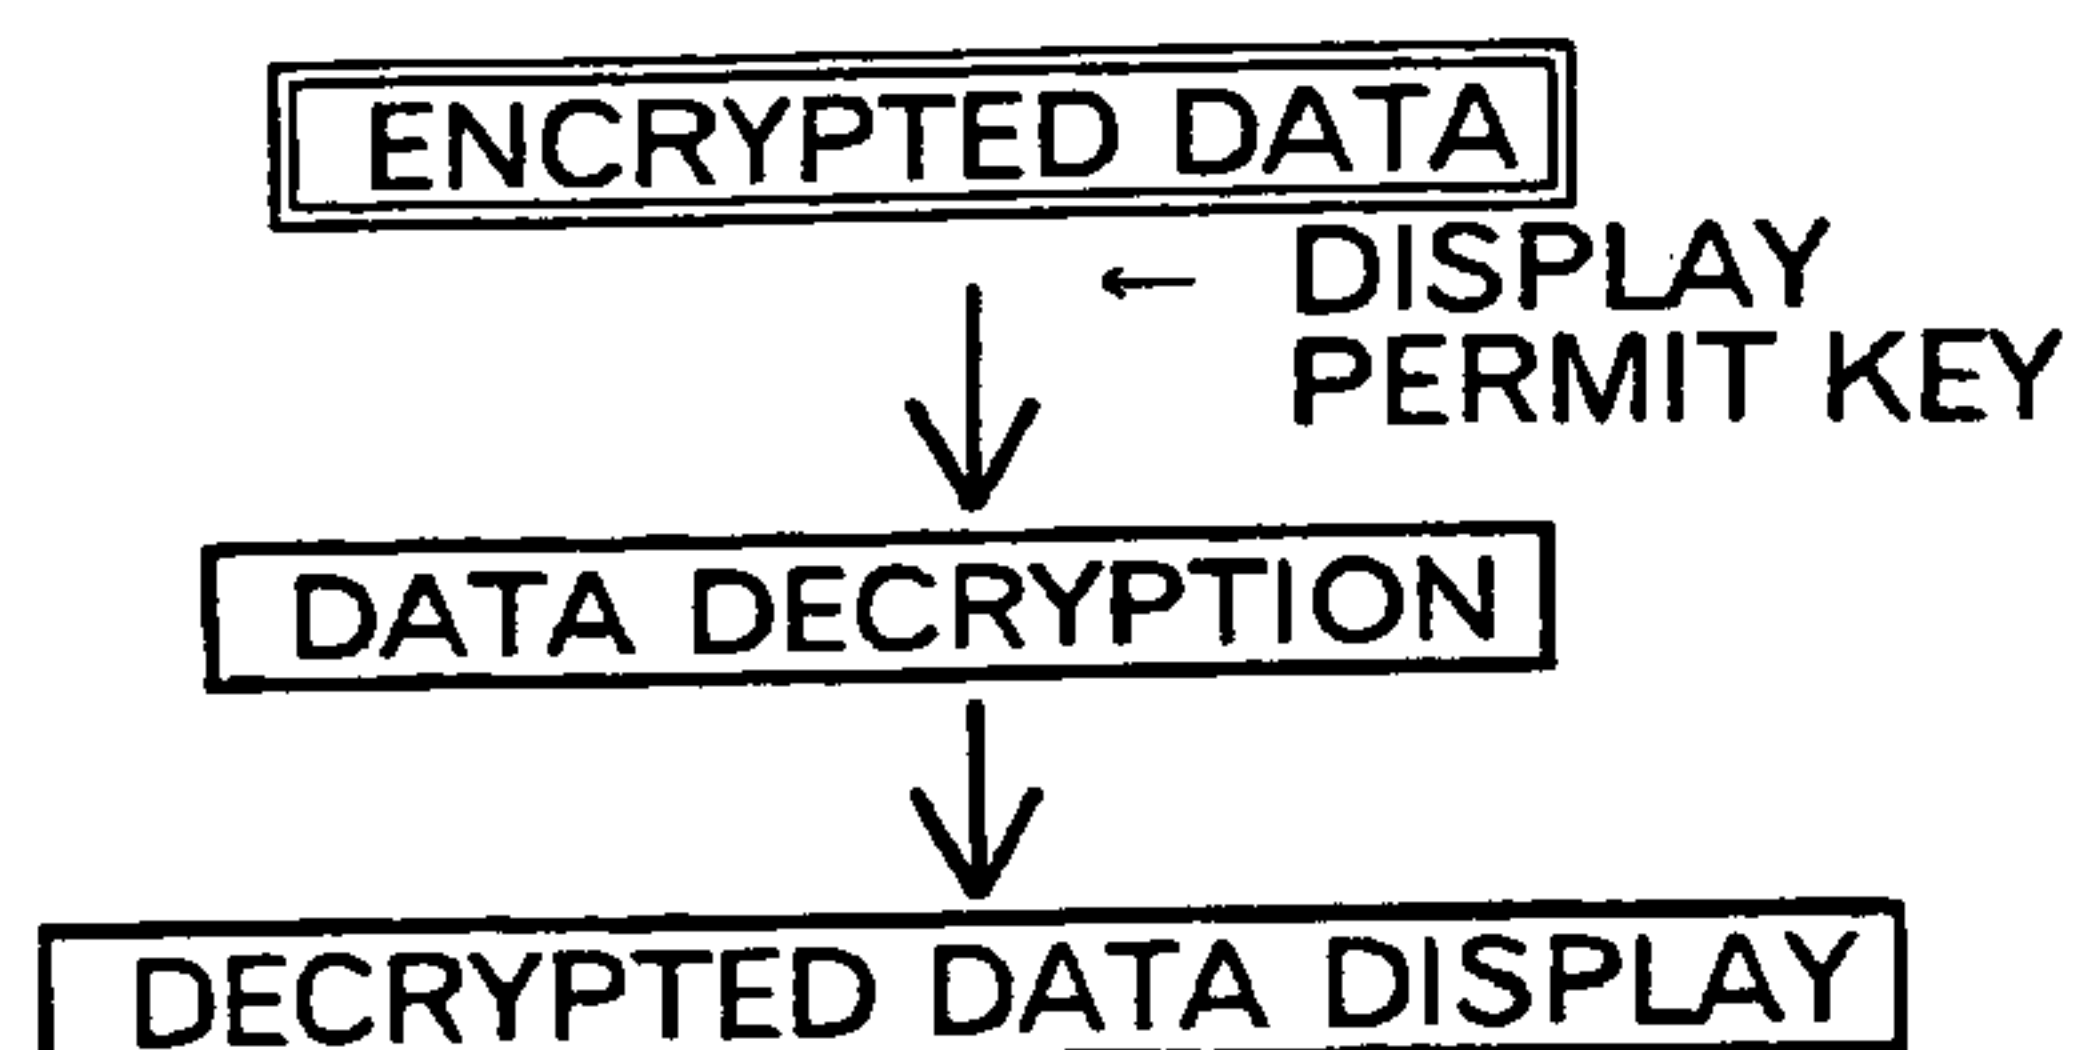 ENCRYPTED DATA
DISPLAY
PERMIT KEY
DATA DECRYPTION
DECRYPTED DATA DISPLAY